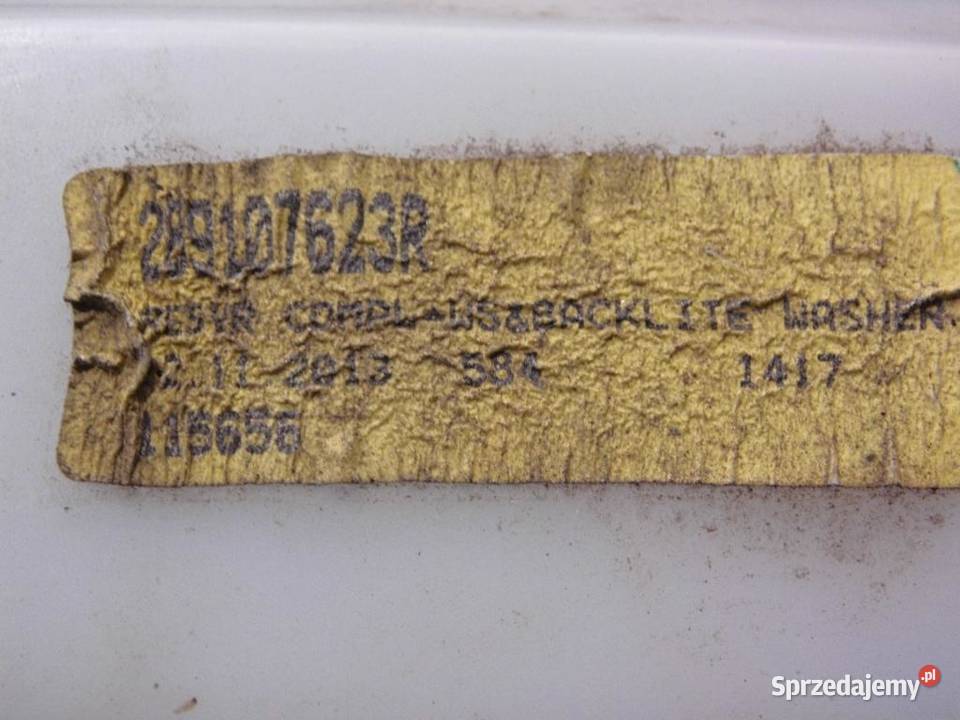 289107623R
RESVR COMPL-WS&BACKLITE WASHER
2.11.2013 584 1417
115656
Sprzedajemy.pl